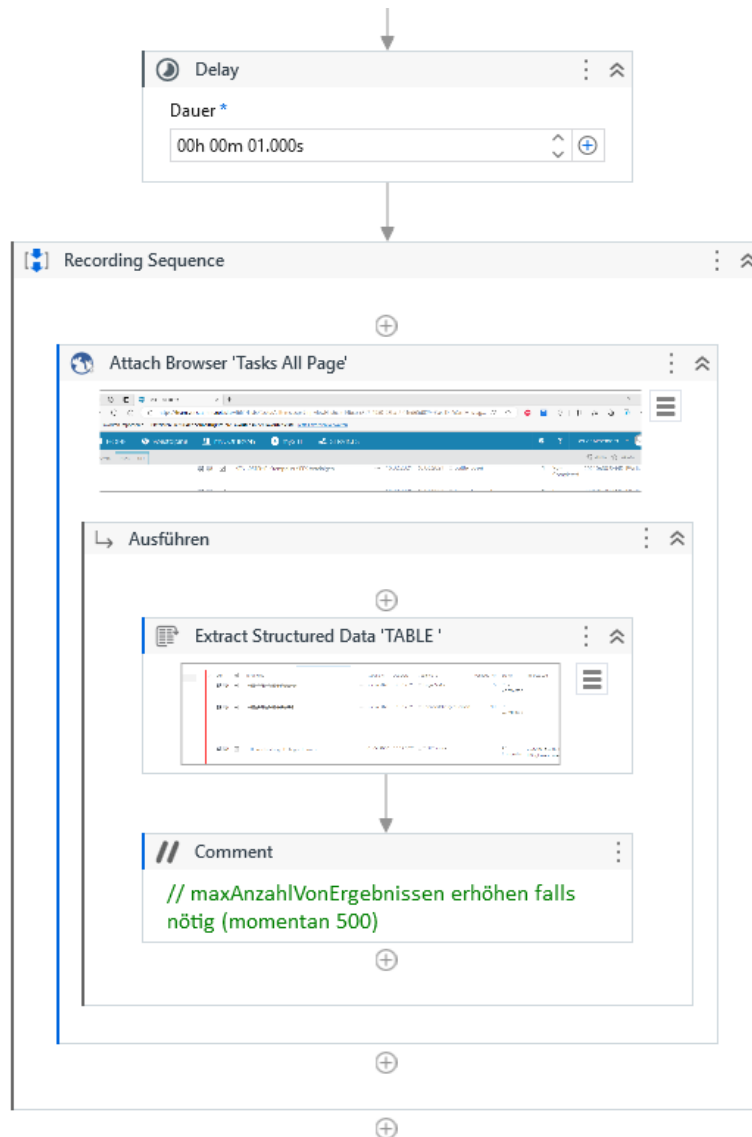 Delay
Dauer *
00h 00m 01.000s
Recording Sequence
Attach Browser 'Tasks All Page'
Ausführen
Extract Structured Data 'TABLE '
Comment
// maxAnzahlVonErgebnissen erhöhen falls
nötig (momentan 500)